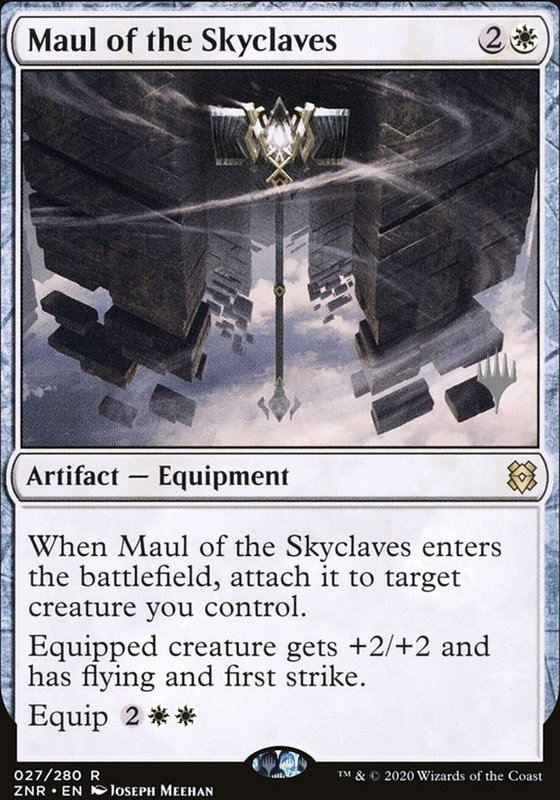 Maul of the Skyclaves 2
Artifact — Equipment
When Maul of the Skyclaves enters
the battlefield, attach it to target
creature you control.
Equipped creature gets +2/+2 and
has flying and first strike.
Equip 2
027/280 R
ZNR • EN Joseph Meehan
™ & © 2020 Wizards of the Coast